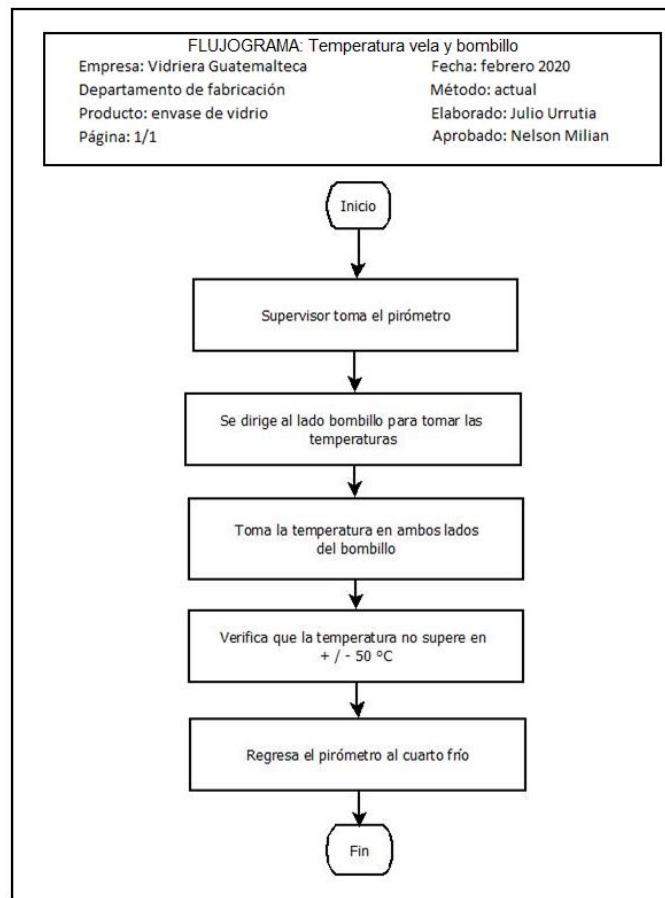 FLUJOGRAMA: Temperatura vela y bombillo
Empresa: Vidriera Guatemalteca
Fecha: febrero 2020
Departamento de fabricación
Método: actual
Producto: envase de vidrio
Elaborado: Julio Urrutia
Página: 1/1
Aprobado: Nelson Milian
Inicio
Supervisor toma el pirómetro
Se dirige al lado bombillo para tomar las
temperaturas
Toma la temperatura en ambos lados
del bombillo
Verifica que la temperatura no supere en
+ / - 50 ºC
Regresa el pirómetro al cuarto frío
Fin